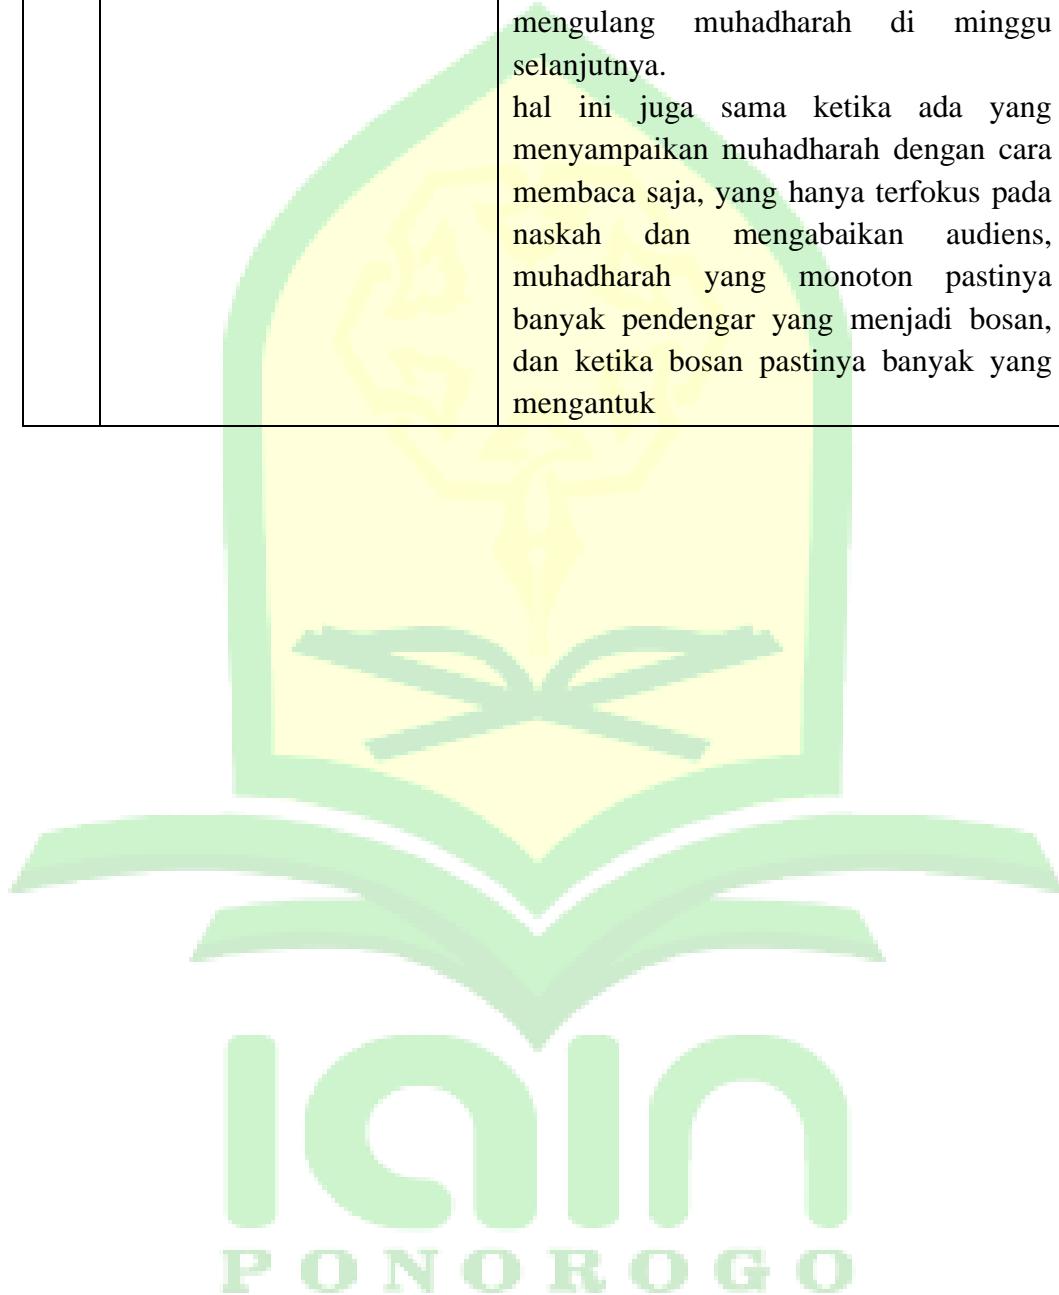 mengulang muhadharah di minggu
selanjutnya.
hal ini juga sama ketika ada yang
menyampaikan muhadharah dengan cara
membaca saja, yang hanya terfokus pada
naskah dan mengabaikan audiens,
muhadharah yang monoton pastinya
banyak pendengar yang menjadi bosan,
dan ketika bosan pastinya banyak yang
mengantuk
iain
PONOROGO